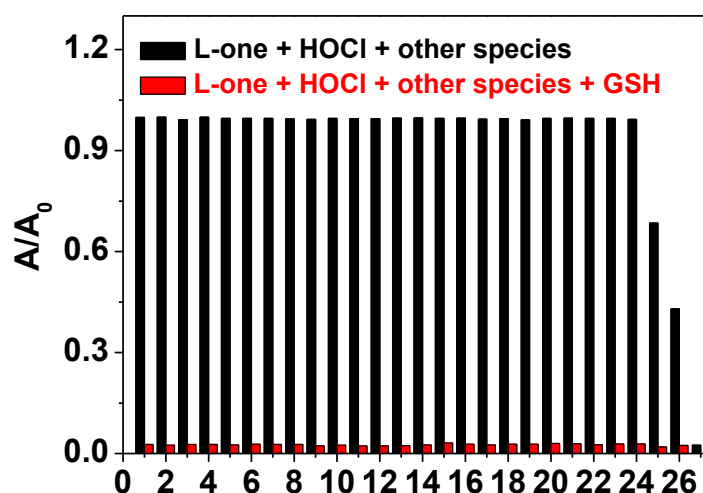 1.2
L-one + HOCl + other species
L-one + HOCl + other species + GSH
0.9
A/A0
0.6
0.3
0.0
0 2 4 6 8 10 12 14 16 18 20 22 24 26